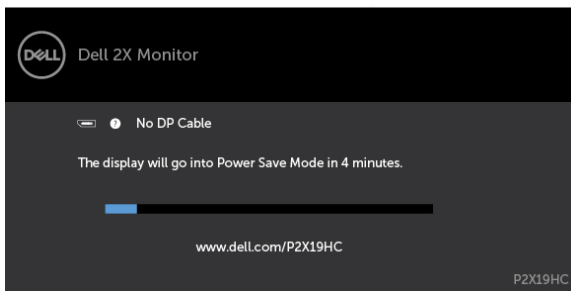 DELL Dell 2X Monitor
? No DP Cable
The display will go into Power Save Mode in 4 minutes.
www.dell.com/P2X19HC
P2X19HC